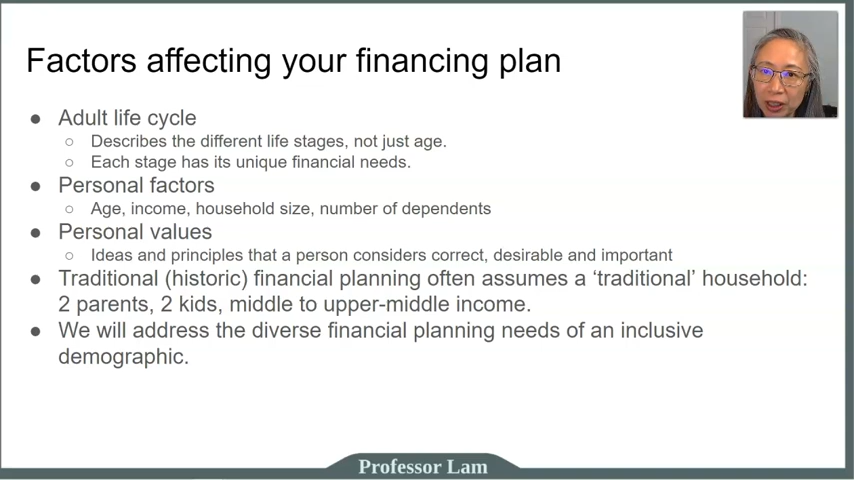 Factors affecting your financing plan
● Adult life cycle
○ Describes the different life stages, not just age.
○ Each stage has its unique financial needs.
● Personal factors
○ Age, income, household size, number of dependents
● Personal values
○ Ideas and principles that a person considers correct, desirable and important
● Traditional (historic) financial planning often assumes a ‘traditional’ household:
2 parents, 2 kids, middle to upper-middle income.
● We will address the diverse financial planning needs of an inclusive
demographic.
Professor Lam